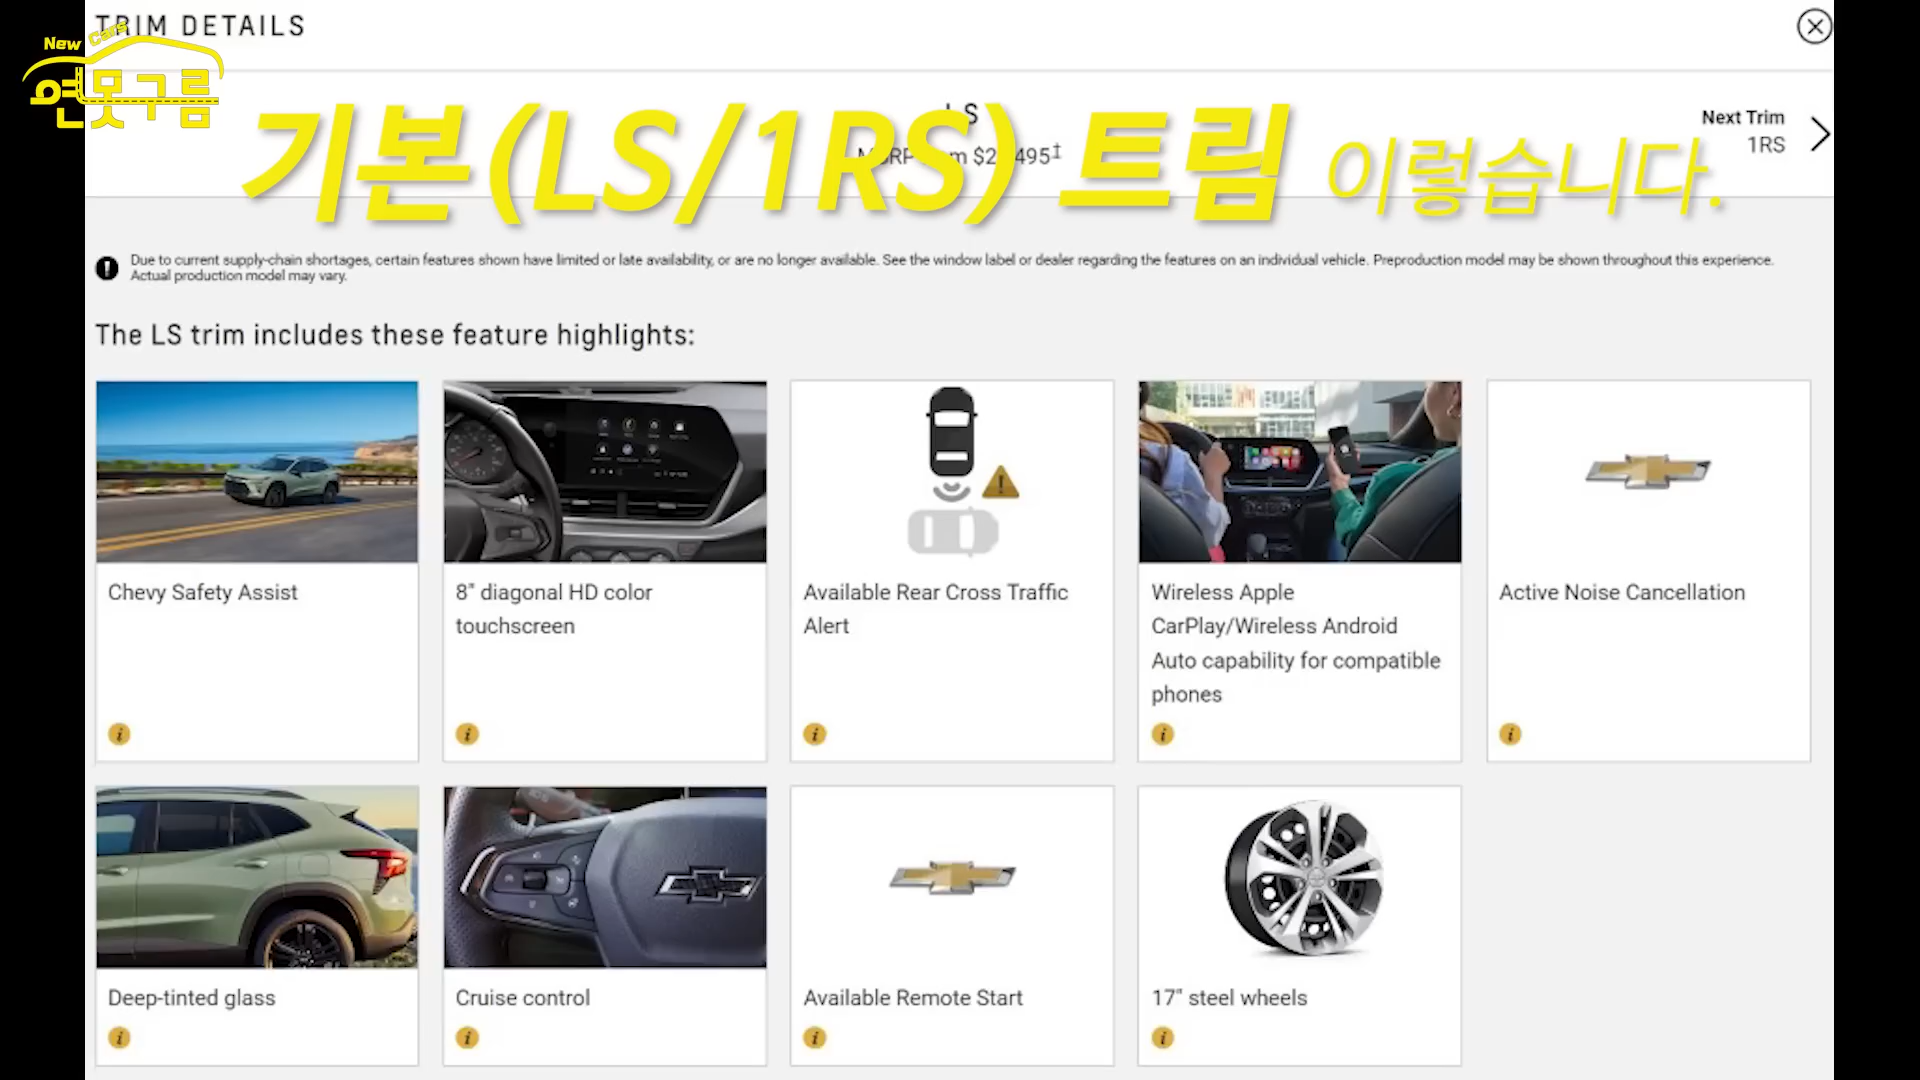 TRIM DETAILS
New Cars
연못구름
기본(LS/1RS) 트림 이렇습니다.
Next Trim
1RS
Due to current supply-chain shortages, certain features shown have limited or late availability, or are no longer available. See the window label or dealer regarding the features on an individual vehicle. Preproduction model may be shown throughout this experience.
Actual production model may vary.
The LS trim includes these feature highlights:
Chevy Safety Assist
8" diagonal HD color
touchscreen
Available Rear Cross Traffic
Alert
Wireless Apple
CarPlay/Wireless Android
Auto capability for compatible
phones
Active Noise Cancellation
Deep-tinted glass
Cruise control
Available Remote Start
17" steel wheels